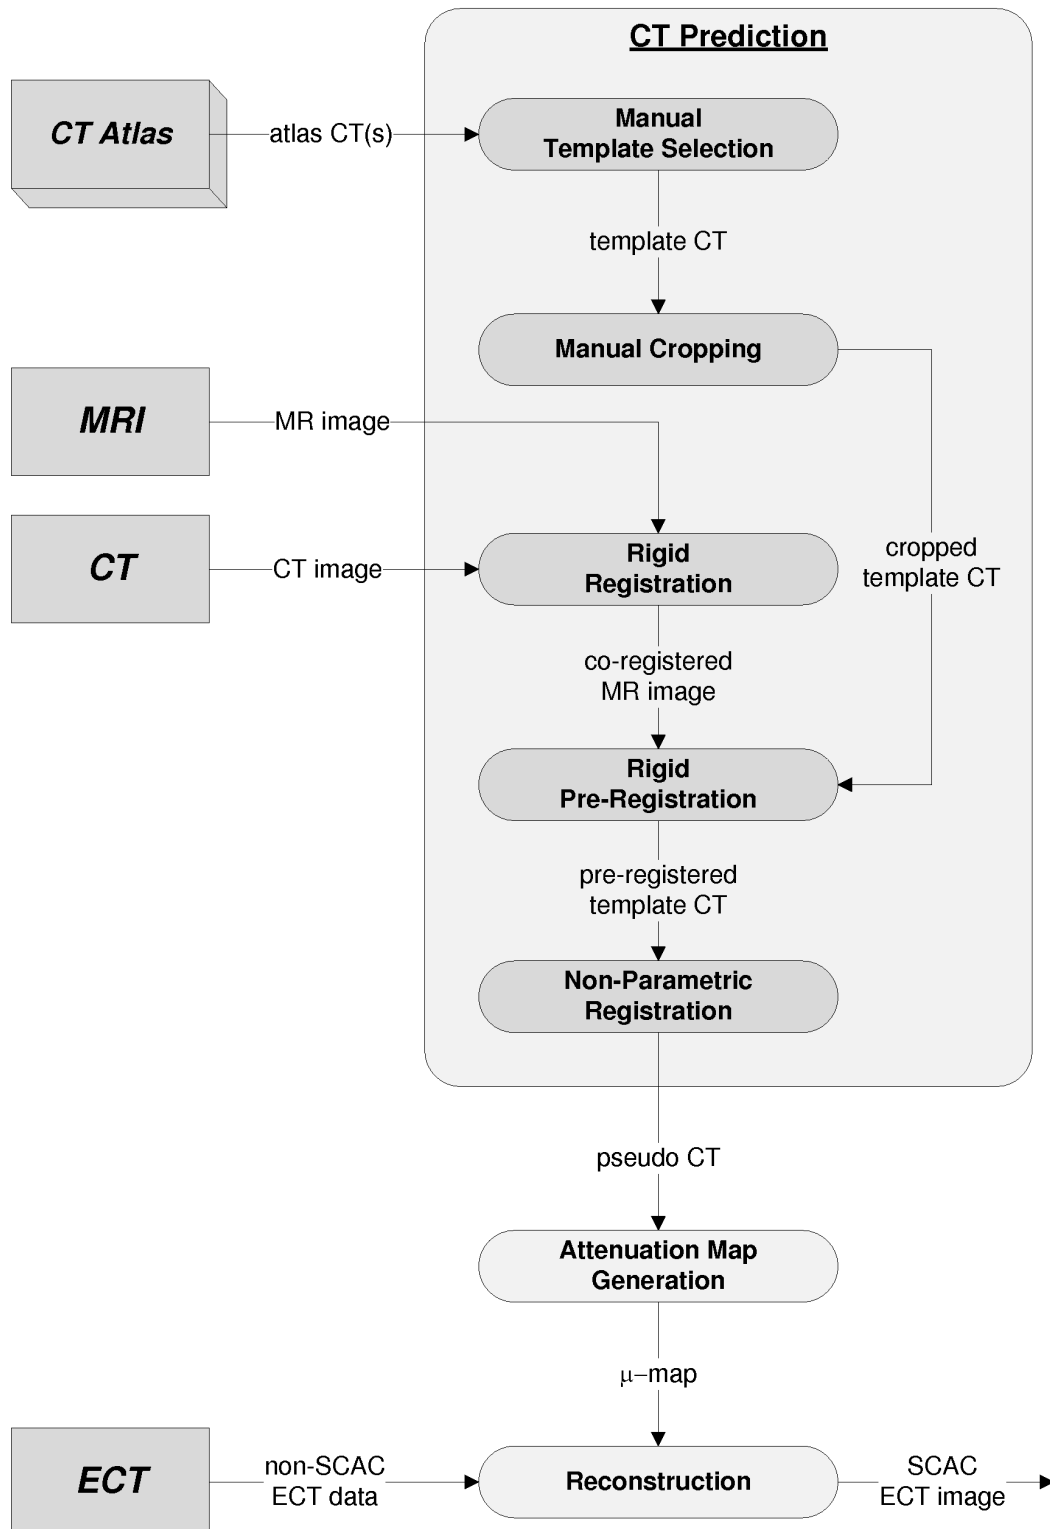 CT Prediction
CT Atlas
atlas CT(s)
Manual
Template Selection
template CT
Manual Cropping
MRI
MR image
CT
CT image
Rigid
Registration
cropped
template CT
co-registered
MR image
Rigid
Pre-Registration
pre-registered
template CT
Non-Parametric
Registration
pseudo CT
Attenuation Map
Generation
μ−map
ECT
non-SCAC
ECT data
Reconstruction
SCAC
ECT image